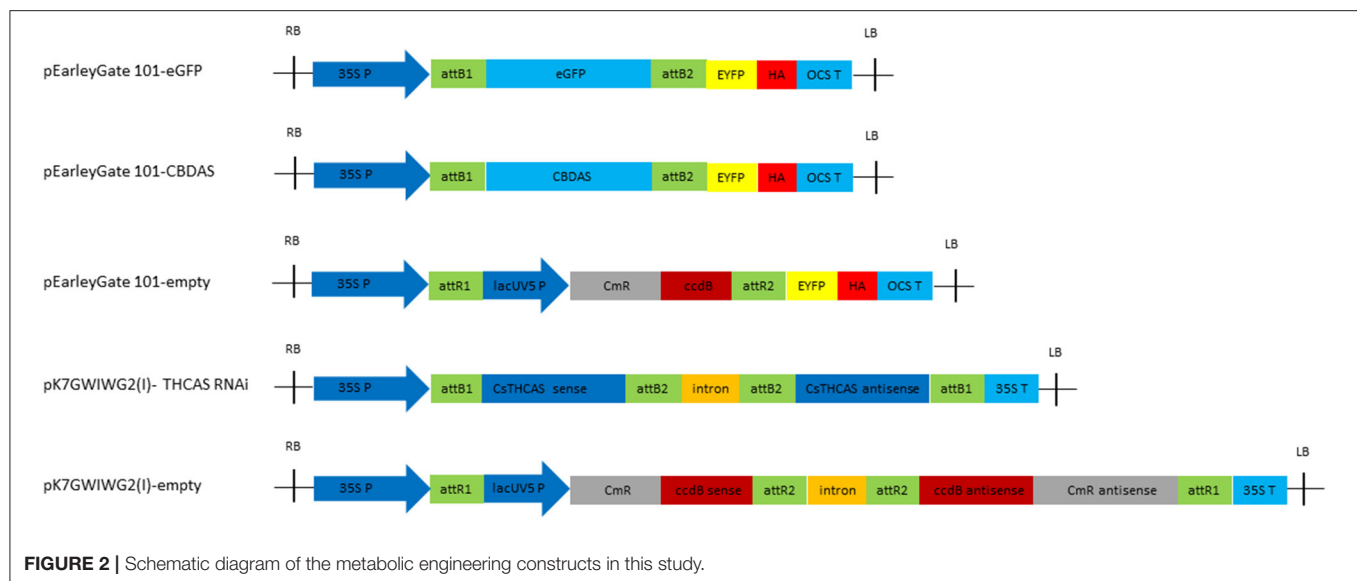 RB LB
pEarleyGate 101-eGFP 35S P attB1 eGFP attB2 EYFP HA OCS T
RB LB
pEarleyGate 101-CBDAS 35S P attB1 CBDAS attB2 EYFP HA OCS T
RB LB
pEarleyGate 101-empty 35S P attR1 lacUV5 P CmR ccdB attR2 EYFP HA OCS T
RB LB
pK7GWIWG2(I)- THCAS RNAi 35S P attB1 CsTHCAS sense attB2 intron attB2 CsTHCAS antisense attB1 35S T
RB LB
pK7GWIWG2(I)-empty 35S P attR1 lacUV5 P CmR ccdB sense attR2 intron attR2 ccdB antisense CmR antisense attR1 35S T
FIGURE 2 | Schematic diagram of the metabolic engineering constructs in this study.